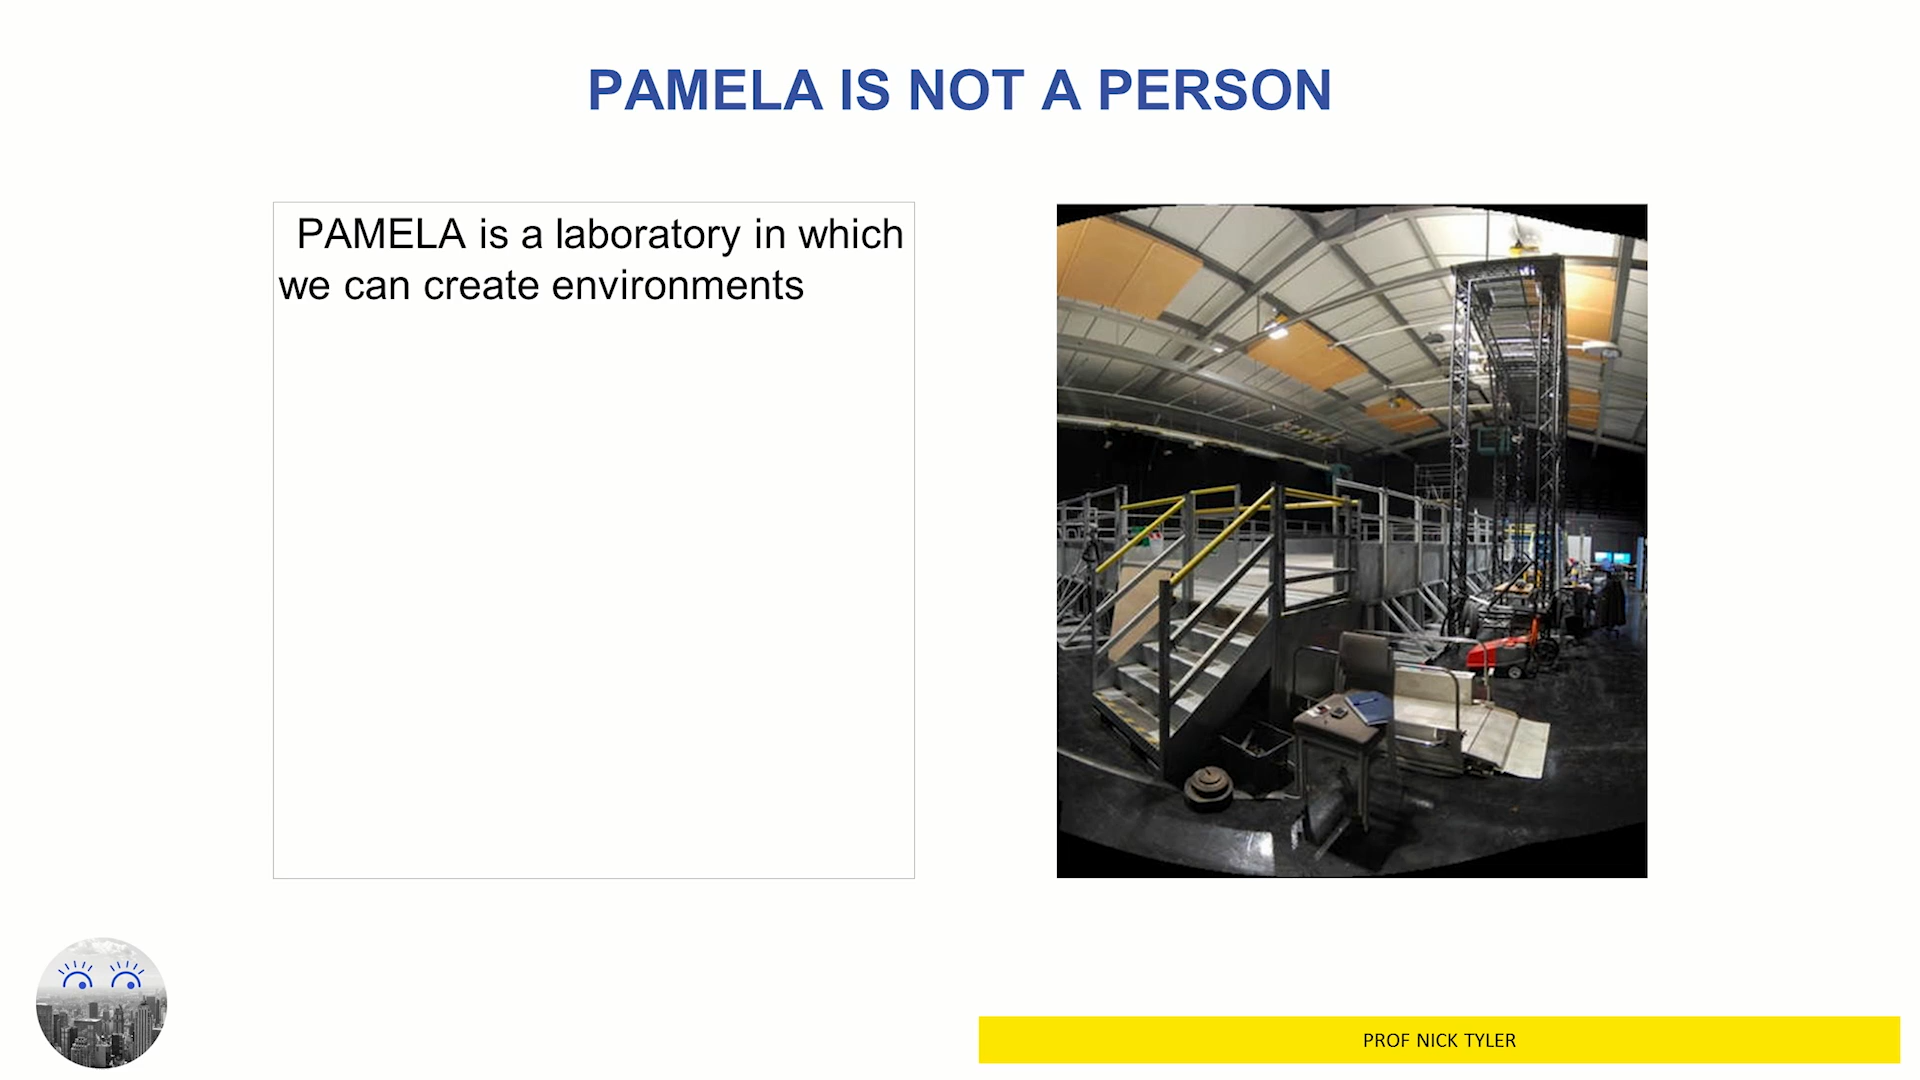 PAMELA IS NOT A PERSON
PAMELA is a laboratory in which
we can create environments
PROF NICK TYLER